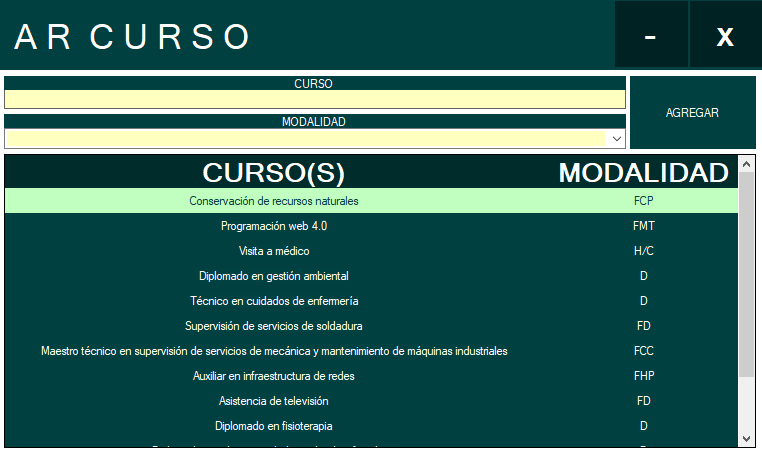 AR CURSO - X
CURSO
MODALIDAD
AGREGAR
CURSO(S) MODALIDAD
Conservación de recursos naturales FCP
Programación web 4.0 FMT
Visita a médico H/C
Diplomado en gestión ambiental D
Técnico en cuidados de enfermería D
Supervisión de servicios de soldadura FD
Maestro técnico en supervisión de servicios de mecánica y mantenimiento de máquinas industriales FCC
Auxiliar en infraestructura de redes FHP
Asistencia de televisión FD
Diplomado en fisioterapia D